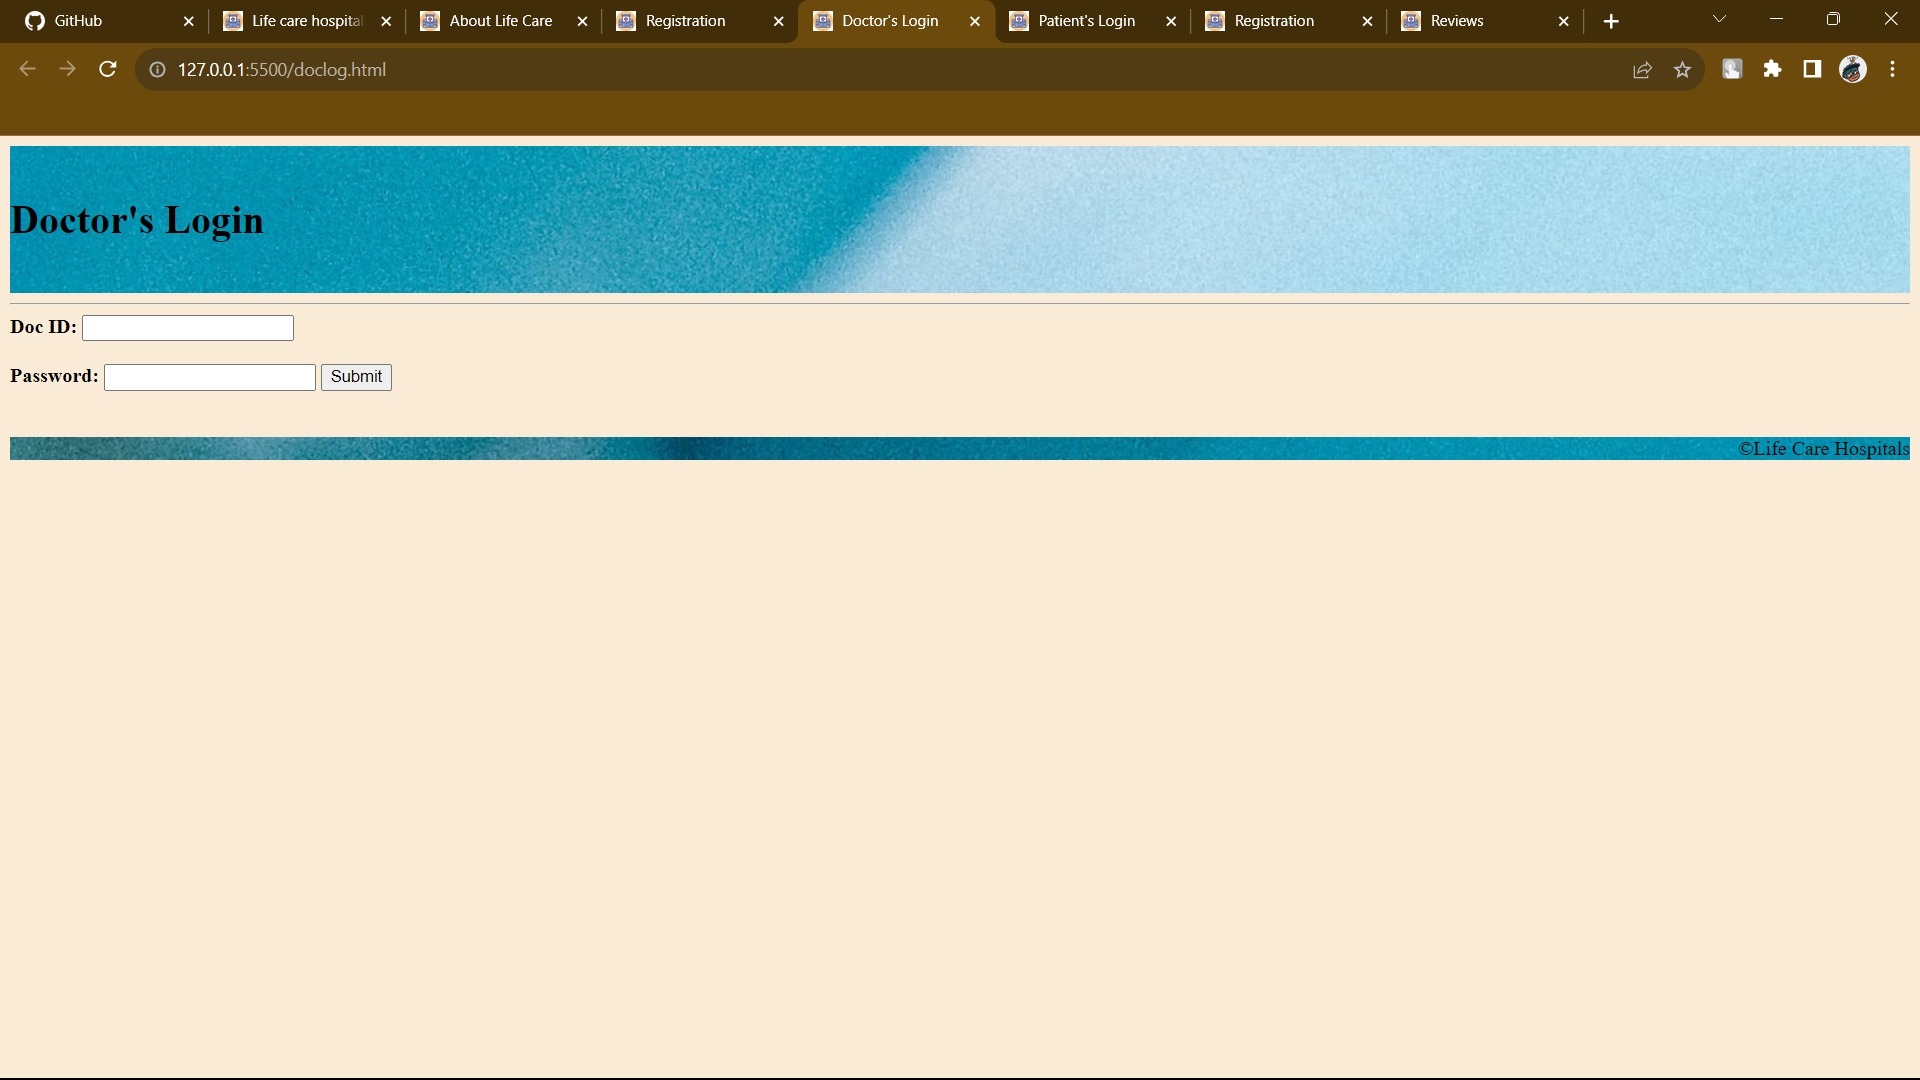 GitHub
Life care hospital
About Life Care
Registration
Doctor's Login
Patient's Login
Registration
Reviews
127.0.0.1:5500/doclog.html
Doctor's Login
Doc ID:
Password:
Submit
©Life Care Hospitals